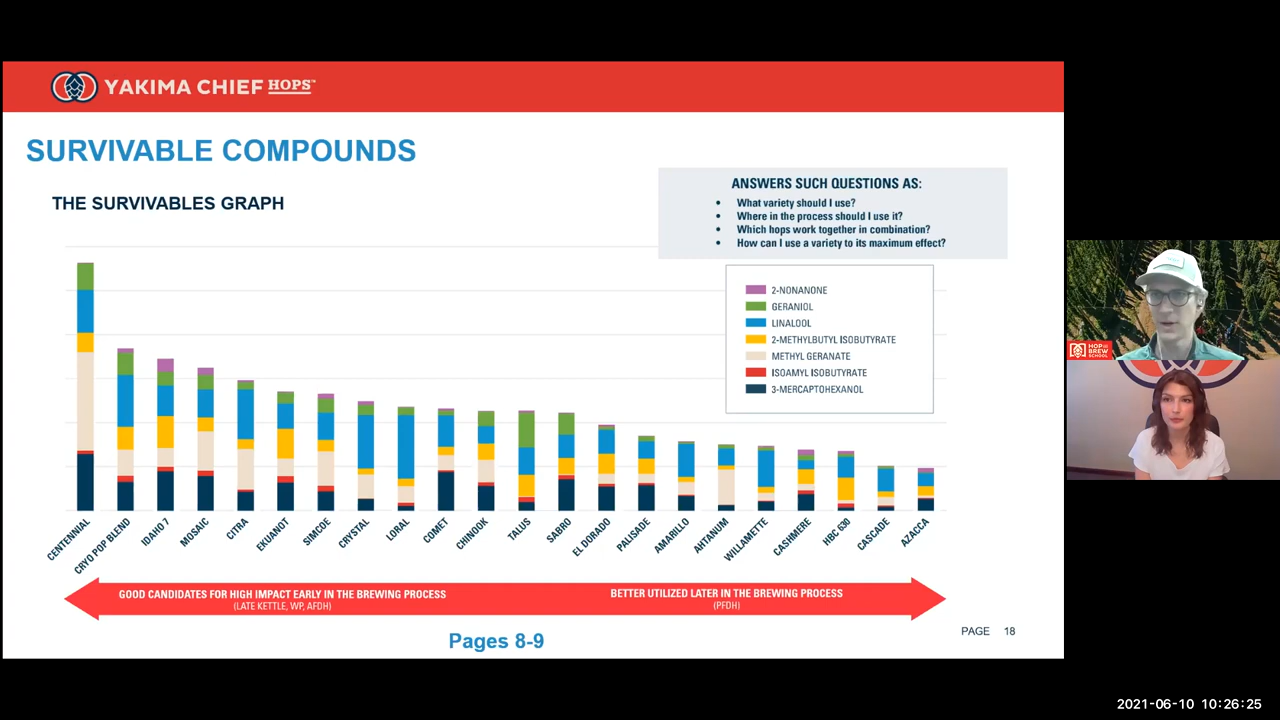 YAKIMA CHIEF HOPS™
SURVIVABLE COMPOUNDS
THE SURVIVABLES GRAPH
ANSWERS SUCH QUESTIONS AS:
• What variety should I use?
• Where in the process should I use it?
• Which hops work together in combination?
• How can I use a variety to its maximum effect?
2-NONANONE
GERANIOL
LINALOOL
2-METHYLBUTYL ISOBUTYRATE
METHYL GERANATE
ISOAMYL ISOBUTYRATE
3-MERCAPTOHEXANOL
CENTENNIAL
CRYO POP BLEND
IDAHO 7
MOSAIC
CITRA
EKUANOT
SIMCOE
CRYSTAL
LORAL
COMET
CHINOOK
TALUS
SABRO
EL DORADO
PALISADE
AMARILLO
AHTANUM
WILLAMETTE
CASHMERE
HBC 630
CASCADE
AZACCA
GOOD CANDIDATES FOR HIGH IMPACT EARLY IN THE BREWING PROCESS
(LATE KETTLE, WP, AFDH)
BETTER UTILIZED LATER IN THE BREWING PROCESS
(PFDH)
Pages 8-9
PAGE 18
HOP AND
BREW
SCHOOL
2021-06-10 10:26:25